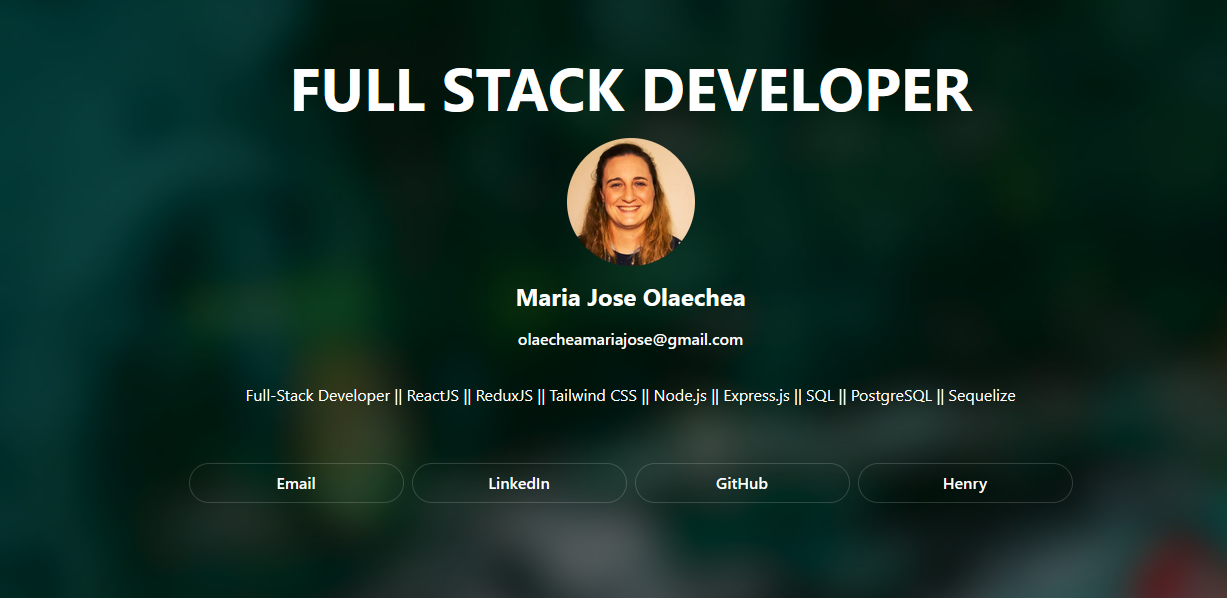 FULL STACK DEVELOPER
Maria Jose Olaechea
olaecheamariajose@gmail.com
Full-Stack Developer || ReactJS || ReduxJS || Tailwind CSS || Node.js || Express.js || SQL || PostgreSQL || Sequelize
Email LinkedIn GitHub Henry